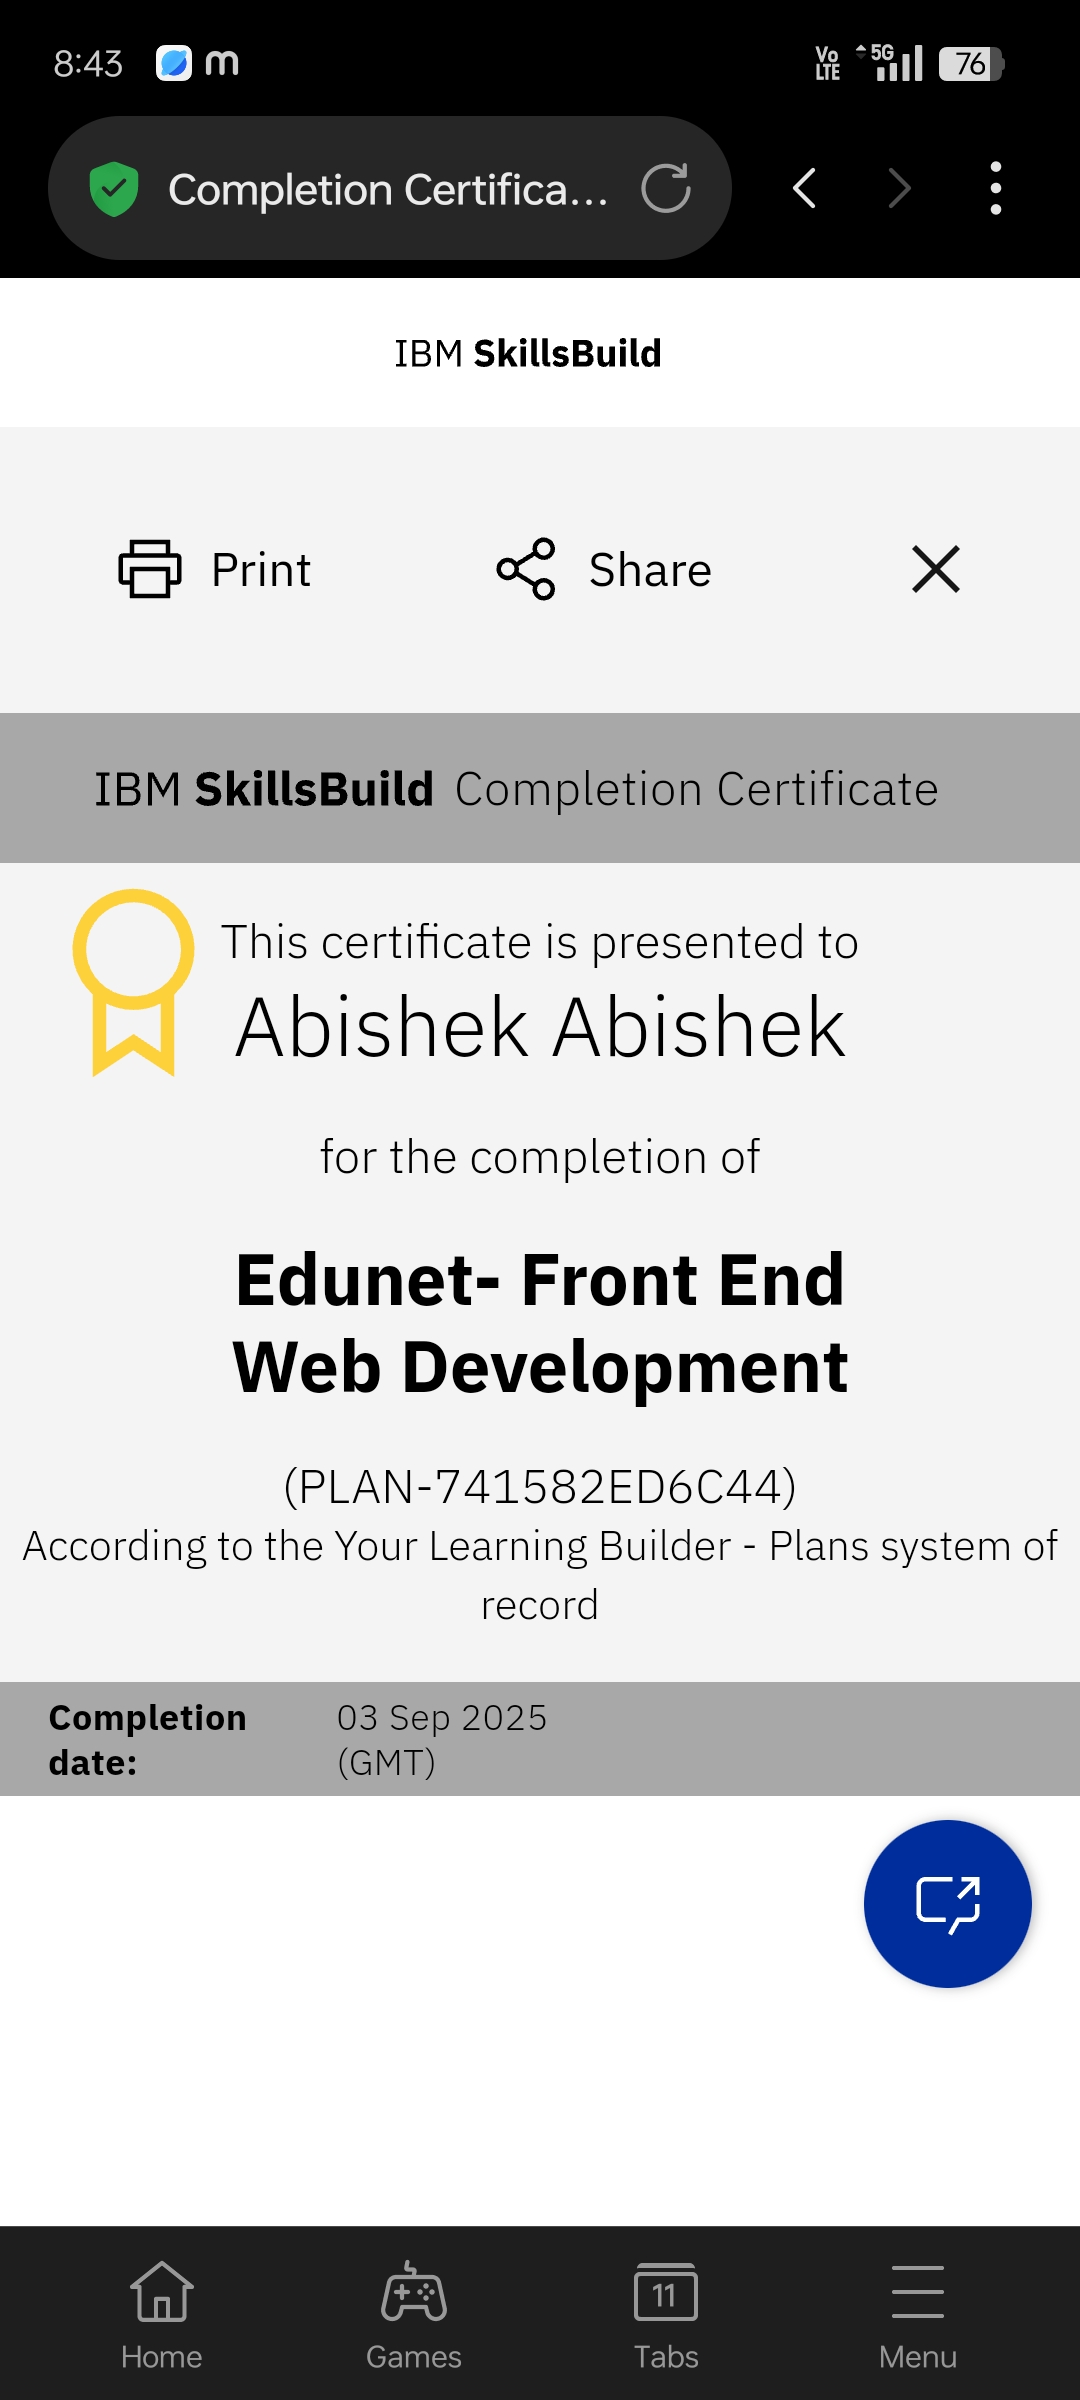 8:43 m Vo LTE 5G 76
Completion Certifica...
IBM SkillsBuild
Print Share
IBM SkillsBuild Completion Certificate
This certificate is presented to
Abishek Abishek
for the completion of
Edunet- Front End
Web Development
(PLAN-741582ED6C44)
According to the Your Learning Builder - Plans system of
record
Completion date: 03 Sep 2025 (GMT)
11
Home Games Tabs Menu